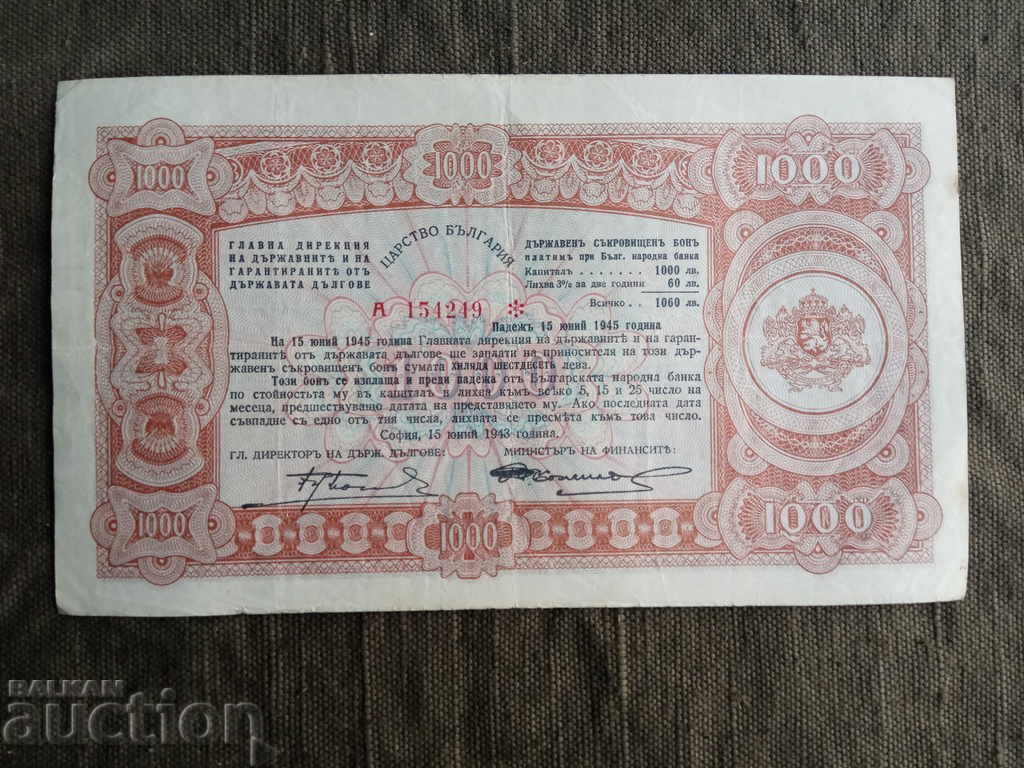 1000 1000 1000
ЦАРСТВО БЪЛГАРИЯ
ГЛАВНА ДИРЕКЦИЯ
НА ДЪРЖАВНИТѢ И НА
ГАРАНТИРАНИТѢ ОТЪ
ДЪРЖАВАТА ДЪЛГОВЕ
ДЪРЖАВЕНЪ СЪКРОВИЩЕНЪ БОНЪ
платимъ при Бълг. народна банка
Капиталъ . . . . . . . 1000 лв.
Лихва 3% за две години 60 лв.
Всичко . . 1060 лв.
А 154249 *
Падежъ 15 юний 1945 година
На 15 юний 1945 година Главната дирекция на държавнитѣ и на гаран-
тиранитѣ отъ държавата дългове ще заплати на приносителя на този дър-
жавенъ съкровищенъ бонъ сумата ХИЛЯДА ШЕСТДЕСЕТЬ лева.
Този бонъ се изплаща и преди падежа отъ Българската народна банка
по стойностьта му въ капиталъ и лихви къмъ всѣко 5, 15 и 25 число на
месеца, предшествуващо датата на представянето му. Ако последната дата
съвпадне съ едно отъ тия числа, лихвата се пресмѣта къмъ това число.
София, 15 юний 1943 година.
ГЛ. ДИРЕКТОРЪ НА ДЪРЖ. ДЪЛГОВЕ: МИНИСТЪРЪ НА ФИНАНСИТѢ:
1000 1000 1000
BALKAN
auction